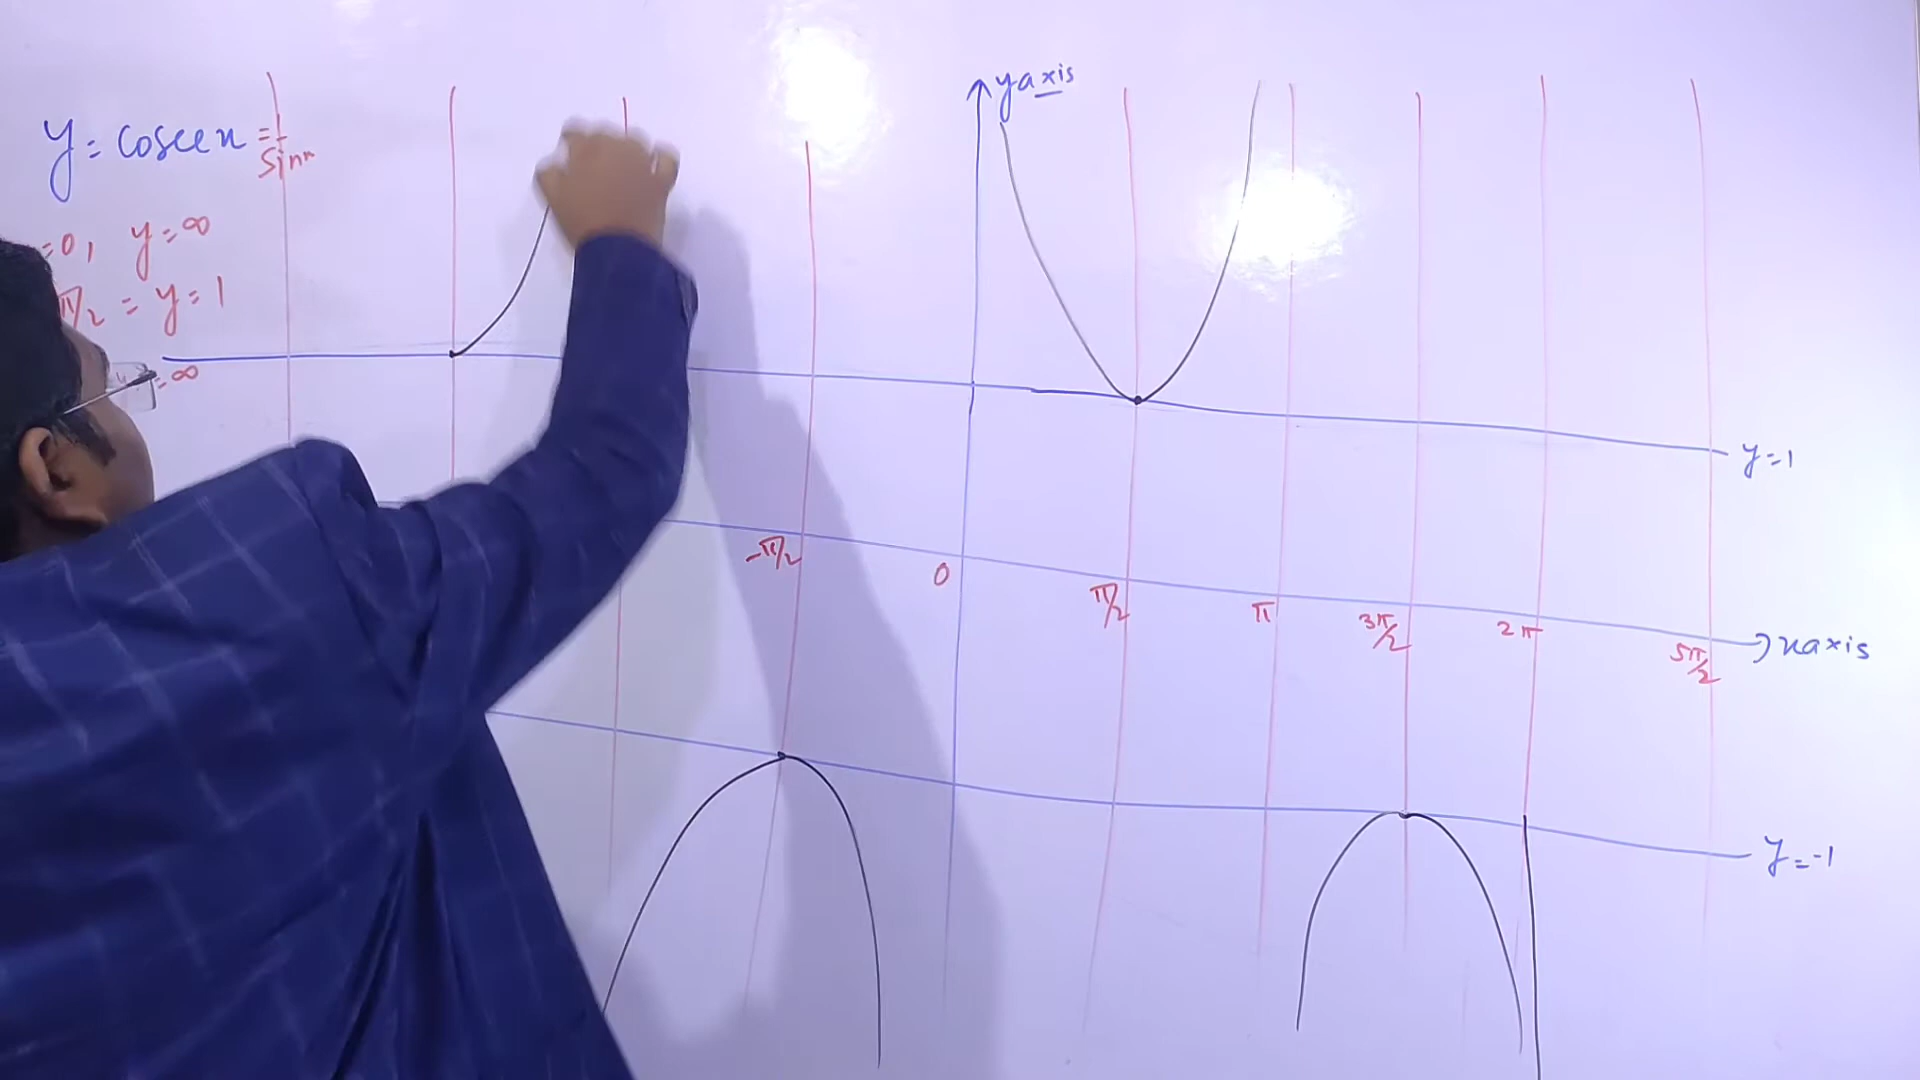 y axis
y = cosec x = 1/Sin x
=0, y = ∞
π/2 = y = 1
= ∞
y = 1
-π/2
0
π/2
π
3π/2
2π
5π/2
x axis
y = -1